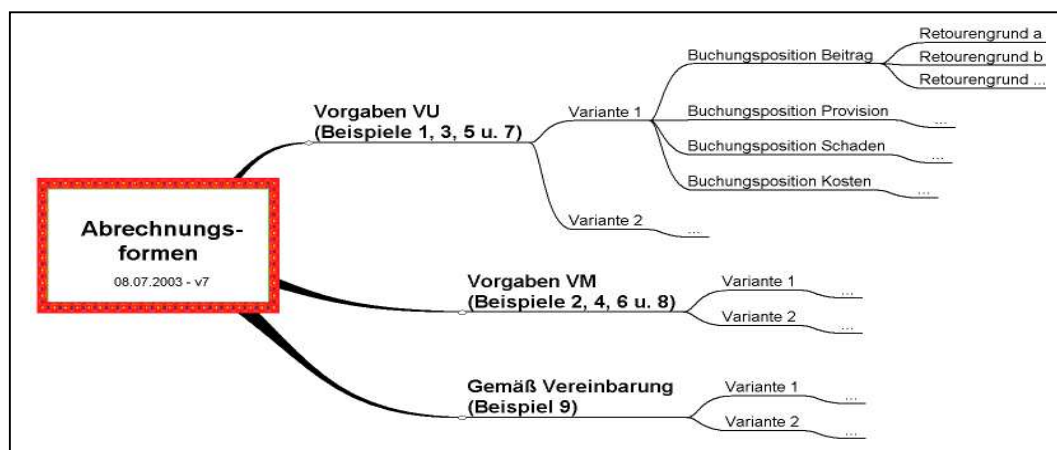 Abrechnungs-
formen
08.07.2003 - v7
Vorgaben VU
(Beispiele 1, 3, 5 u. 7)
Variante 1
Buchungsposition Beitrag
Retourengrund a
Retourengrund b
Retourengrund ...
Buchungsposition Provision
...
Buchungsposition Schaden
...
Buchungsposition Kosten
...
Variante 2
...
Vorgaben VM
(Beispiele 2, 4, 6 u. 8)
Variante 1
...
Variante 2
...
Gemäß Vereinbarung
(Beispiel 9)
Variante 1
...
Variante 2
...